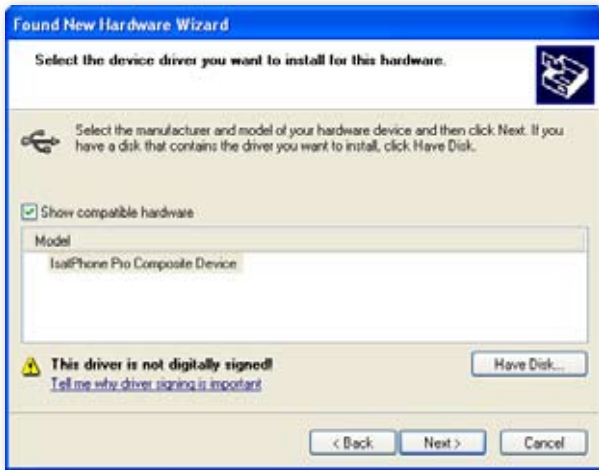 Found New Hardware Wizard
Select the device driver you want to install for this hardware.
Select the manufacturer and model of your hardware device and then click Next. If you
have a disk that contains the driver you want to install, click Have Disk.
Show compatible hardware
Model
IsatPhone Pro Composite Device
This driver is not digitally signed!
Have Disk...
Tell me why driver signing is important
< Back
Next >
Cancel